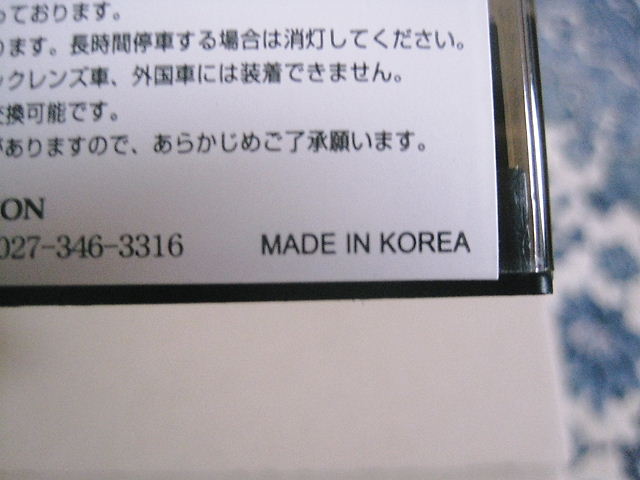 っております。
ります。長時間停車する場合は消灯してください。
ックレンズ車、外国車には装着できません。
交換可能です。
がありますので、あらかじめご了承願います。
ON
027-346-3316 MADE IN KOREA